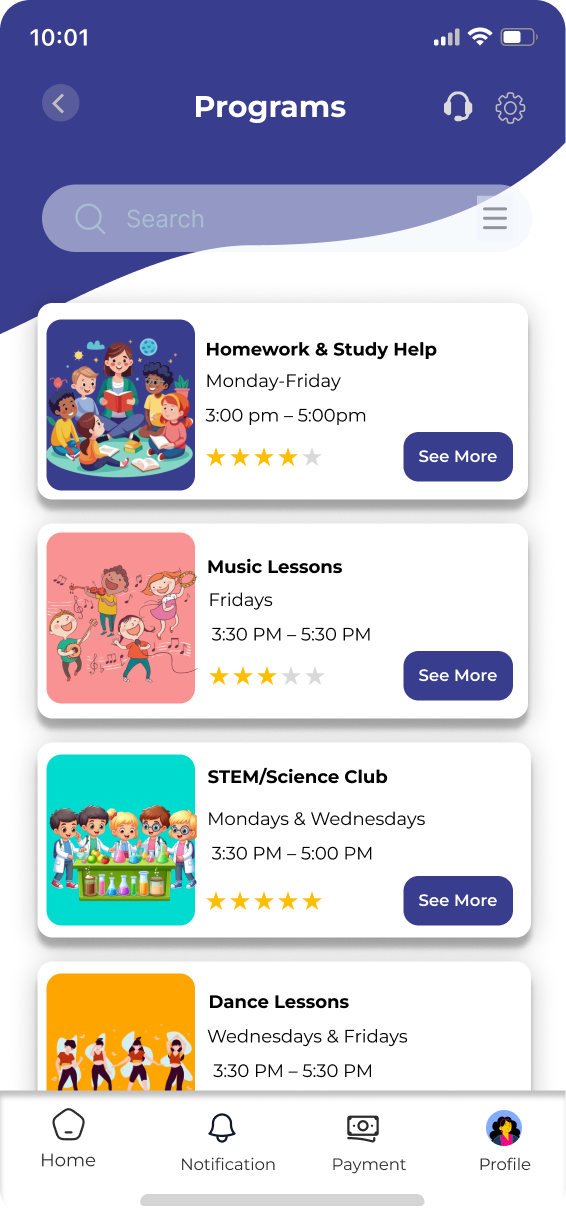 10:01
Programs
Search
Homework & Study Help
Monday-Friday
3:00 pm – 5:00pm
See More
Music Lessons
Fridays
3:30 PM – 5:30 PM
See More
STEM/Science Club
Mondays & Wednesdays
3:30 PM – 5:00 PM
See More
Dance Lessons
Wednesdays & Fridays
3:30 PM – 5:30 PM
Home
Notification
Payment
Profile